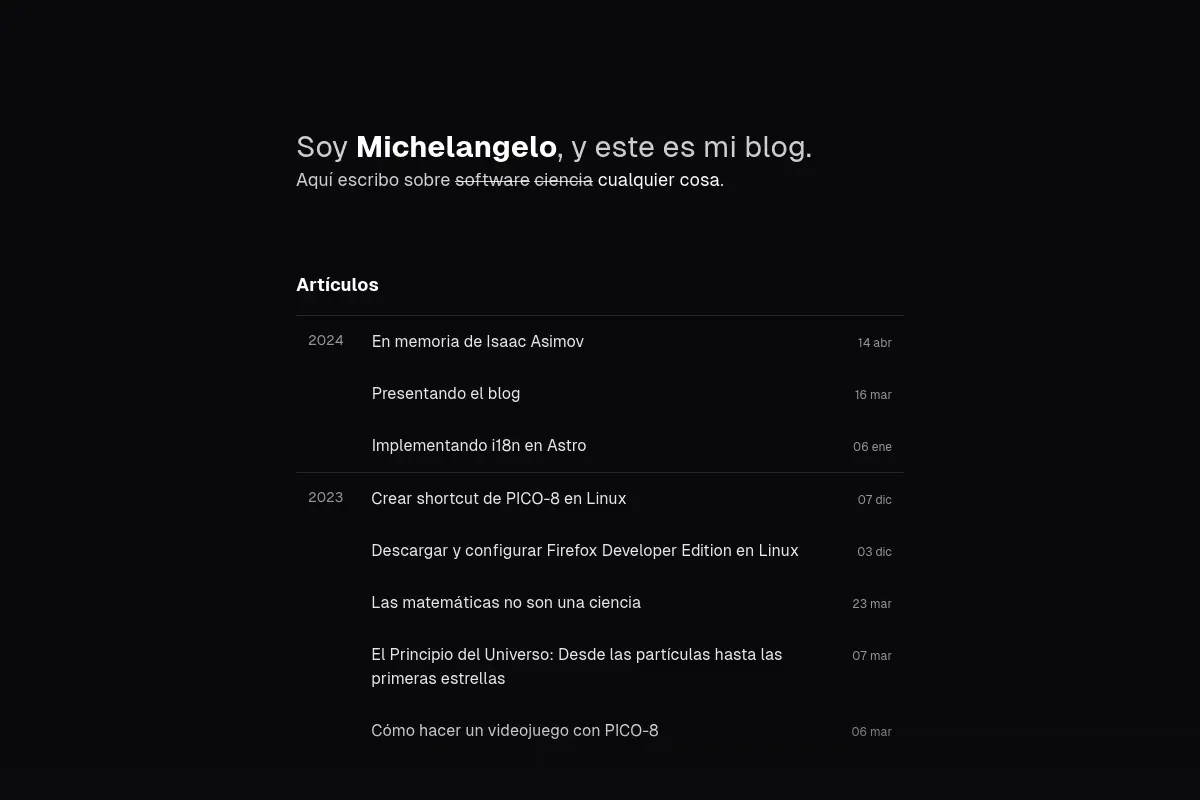 Soy Michelangelo, y este es mi blog.
Aquí escribo sobre software ciencia cualquier cosa.
Artículos
2024 En memoria de Isaac Asimov 14 abr
Presentando el blog 16 mar
Implementando i18n en Astro 06 ene
2023 Crear shortcut de PICO-8 en Linux 07 dic
Descargar y configurar Firefox Developer Edition en Linux 03 dic
Las matemáticas no son una ciencia 23 mar
El Principio del Universo: Desde las partículas hasta las 07 mar
primeras estrellas
Cómo hacer un videojuego con PICO-8 06 mar